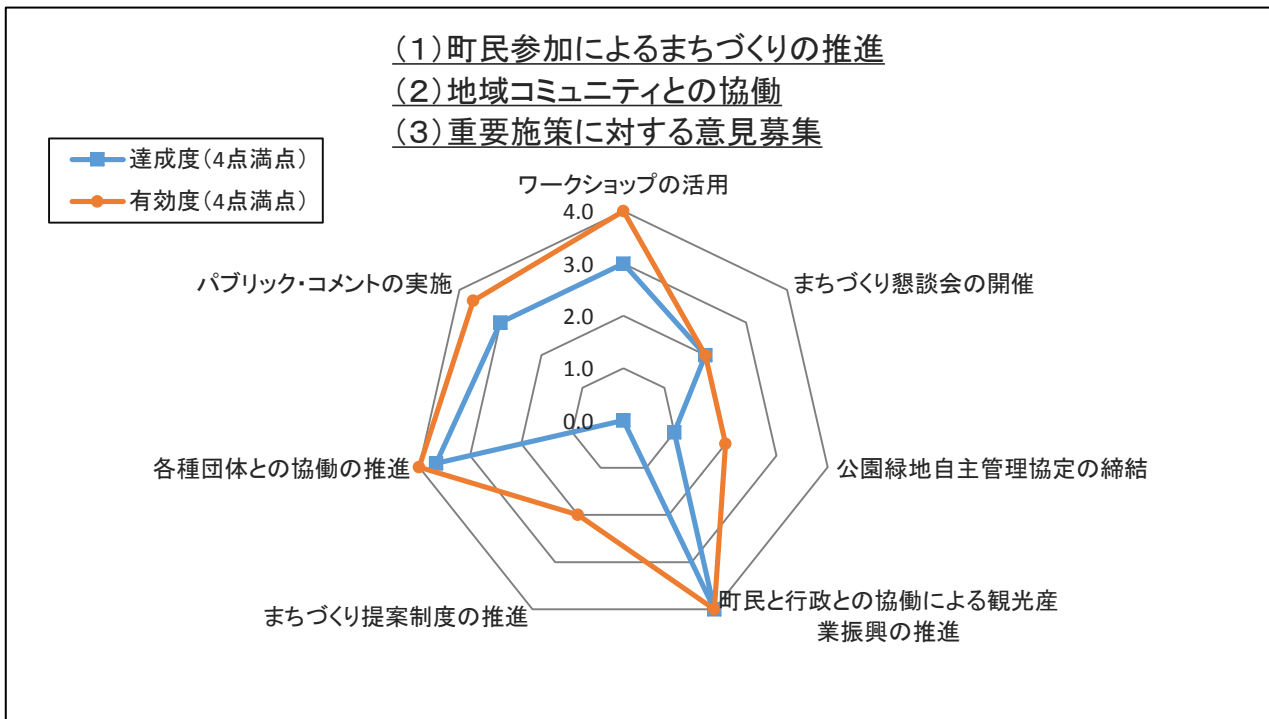 (1)町民参加によるまちづくりの推進
(2)地域コミュニティとの協働
(3)重要施策に対する意見募集
達成度(4点満点)
有効度(4点満点)
ワークショップの活用
4.0
3.0
2.0
1.0
0.0
まちづくり懇談会の開催
公園緑地自主管理協定の締結
町民と行政との協働による観光産
業振興の推進
まちづくり提案制度の推進
各種団体との協働の推進
パブリック・コメントの実施